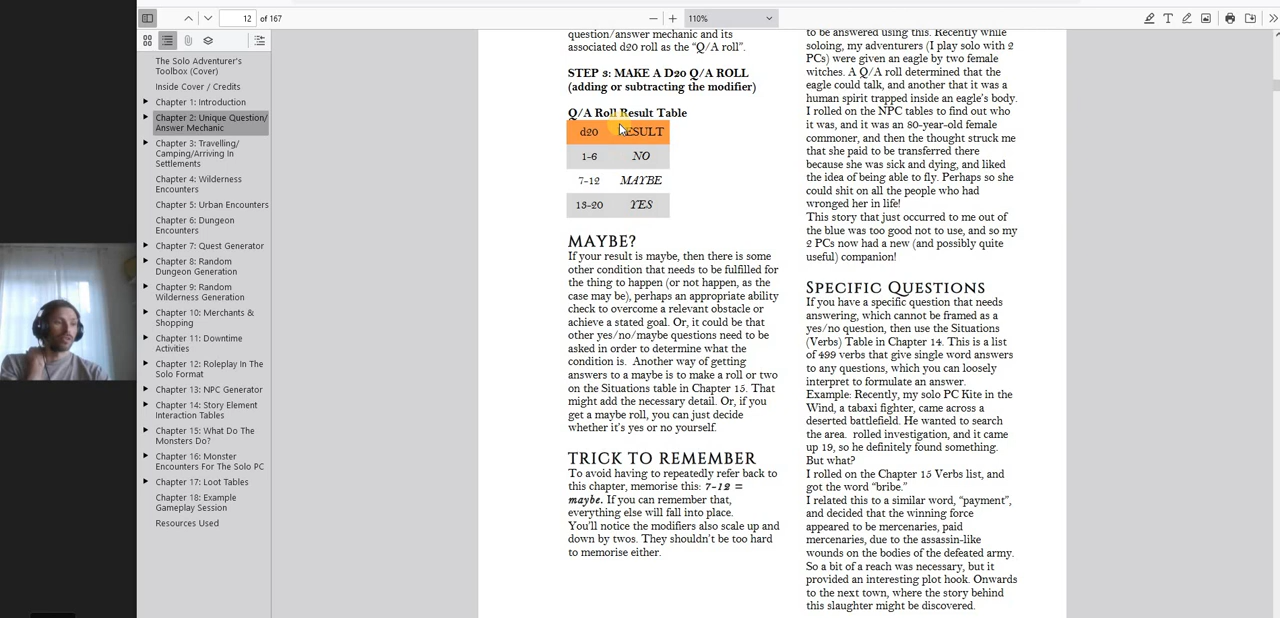 12 of 167
110%
The Solo Adventurer's
Toolbox (Cover)
Inside Cover / Credits
Chapter 1: Introduction
Chapter 2: Unique Question/
Answer Mechanic
Chapter 3: Travelling/
Camping/Arriving In
Settlements
Chapter 4: Wilderness
Encounters
Chapter 5: Urban Encounters
Chapter 6: Dungeon
Encounters
Chapter 7: Quest Generator
Chapter 8: Random
Dungeon Generation
Chapter 9: Random
Wilderness Generation
Chapter 10: Merchants &
Shopping
Chapter 11: Downtime
Activities
Chapter 12: Roleplay In The
Solo Format
Chapter 13: NPC Generator
Chapter 14: Story Element
Interaction Tables
Chapter 15: What Do The
Monsters Do?
Chapter 16: Monster
Encounters For The Solo PC
Chapter 17: Loot Tables
Chapter 18: Example
Gameplay Session
Resources Used
question/answer mechanic and its
associated d20 roll as the “Q/A roll”.
STEP 3: MAKE A D20 Q/A ROLL
(adding or subtracting the modifier)
Q/A Roll Result Table
d20 RESULT
1-6 NO
7-12 MAYBE
13-20 YES
MAYBE?
If your result is maybe, then there is some
other condition that needs to be fulfilled for
the thing to happen (or not happen, as the
case may be), perhaps an appropriate ability
check to overcome a relevant obstacle or
achieve a stated goal. Or, it could be that
other yes/no/maybe questions need to be
asked in order to determine what the
condition is. Another way of getting
answers to a maybe is to make a roll or two
on the Situations table in Chapter 15. That
might add the necessary detail. Or, if you
get a maybe roll, you can just decide
whether it's yes or no yourself.
TRICK TO REMEMBER
To avoid having to repeatedly refer back to
this chapter, memorise this: 7-12 =
maybe. If you can remember that,
everything else will fall into place.
You'll notice the modifiers also scale up and
down by twos. They shouldn't be too hard
to memorise either.
to be answered using this. Recently while
soloing, my adventurers (I play solo with 2
PCs) were given an eagle by two female
witches. A Q/A roll determined that the
eagle could talk, and another that it was a
human spirit trapped inside an eagle's body.
I rolled on the NPC tables to find out who
it was, and it was an 80-year-old female
commoner, and then the thought struck me
that she paid to be transferred there
because she was sick and dying, and liked
the idea of being able to fly. Perhaps so she
could shit on all the people who had
wronged her in life!
This story that just occurred to me out of
the blue was too good not to use, and so my
2 PCs now had a new (and possibly quite
useful) companion!
SPECIFIC QUESTIONS
If you have a specific question that needs
answering, which cannot be framed as a
yes/no question, then use the Situations
(Verbs) Table in Chapter 14. This is a list
of 499 verbs that give single word answers
to any questions, which you can loosely
interpret to formulate an answer.
Example: Recently, my solo PC Kite in the
Wind, a tabaxi fighter, came across a
deserted battlefield. He wanted to search
the area. rolled investigation, and it came
up 19, so he definitely found something.
But what?
I rolled on the Chapter 15 Verbs list, and
got the word “bribe.”
I related this to a similar word, “payment”,
and decided that the winning force
appeared to be mercenaries, paid
mercenaries, due to the assassin-like
wounds on the bodies of the defeated army.
So a bit of a reach was necessary, but it
provided an interesting plot hook. Onwards
to the next town, where the story behind
this slaughter might be discovered.